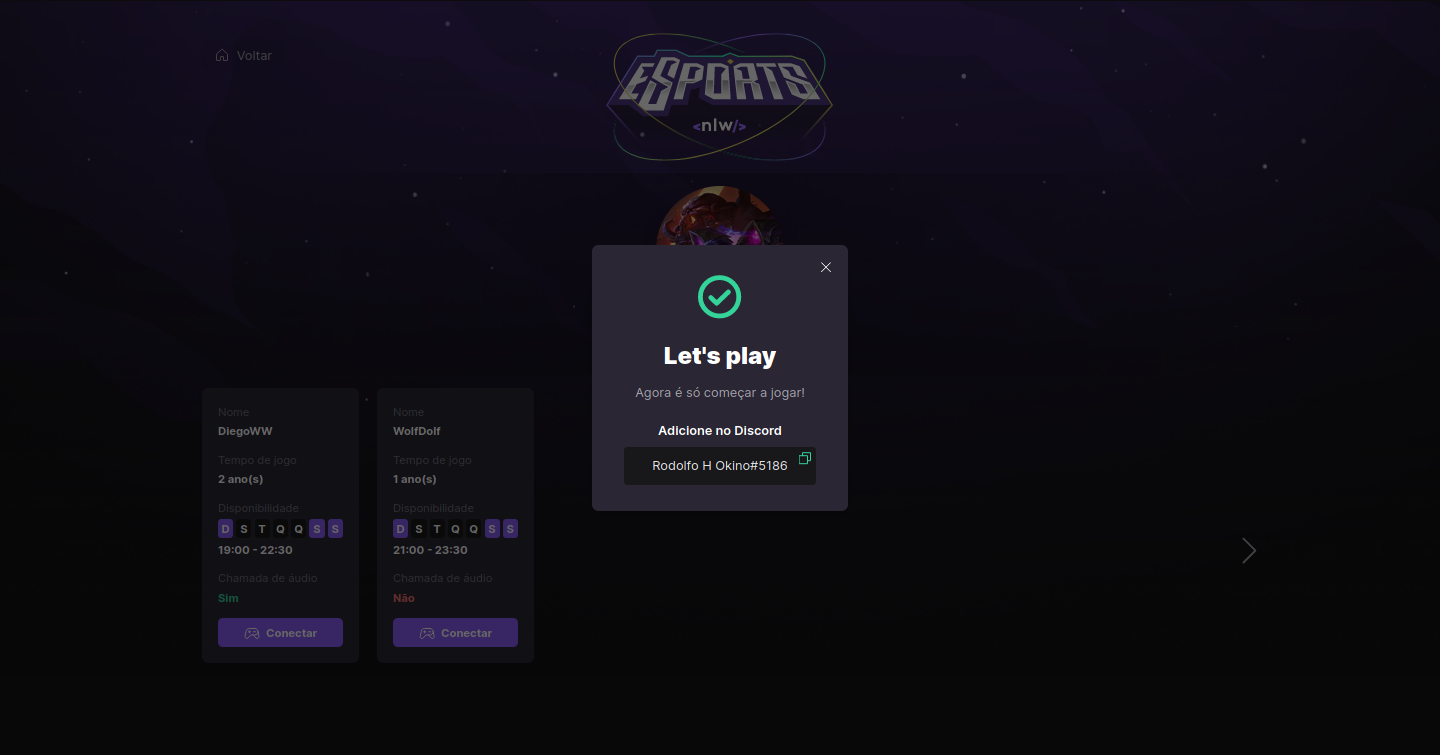 Voltar
ESPORTS
<nlw/>
Let's play
Agora é só começar a jogar!
Adicione no Discord
Rodolfo H Okino#5186
Nome
DiegoWW
Tempo de jogo
2 ano(s)
Disponibilidade
D S T Q Q S S
19:00 - 22:30
Chamada de áudio
Sim
Conectar
Nome
WolfDolf
Tempo de jogo
1 ano(s)
Disponibilidade
D S T Q Q S S
21:00 - 23:30
Chamada de áudio
Não
Conectar